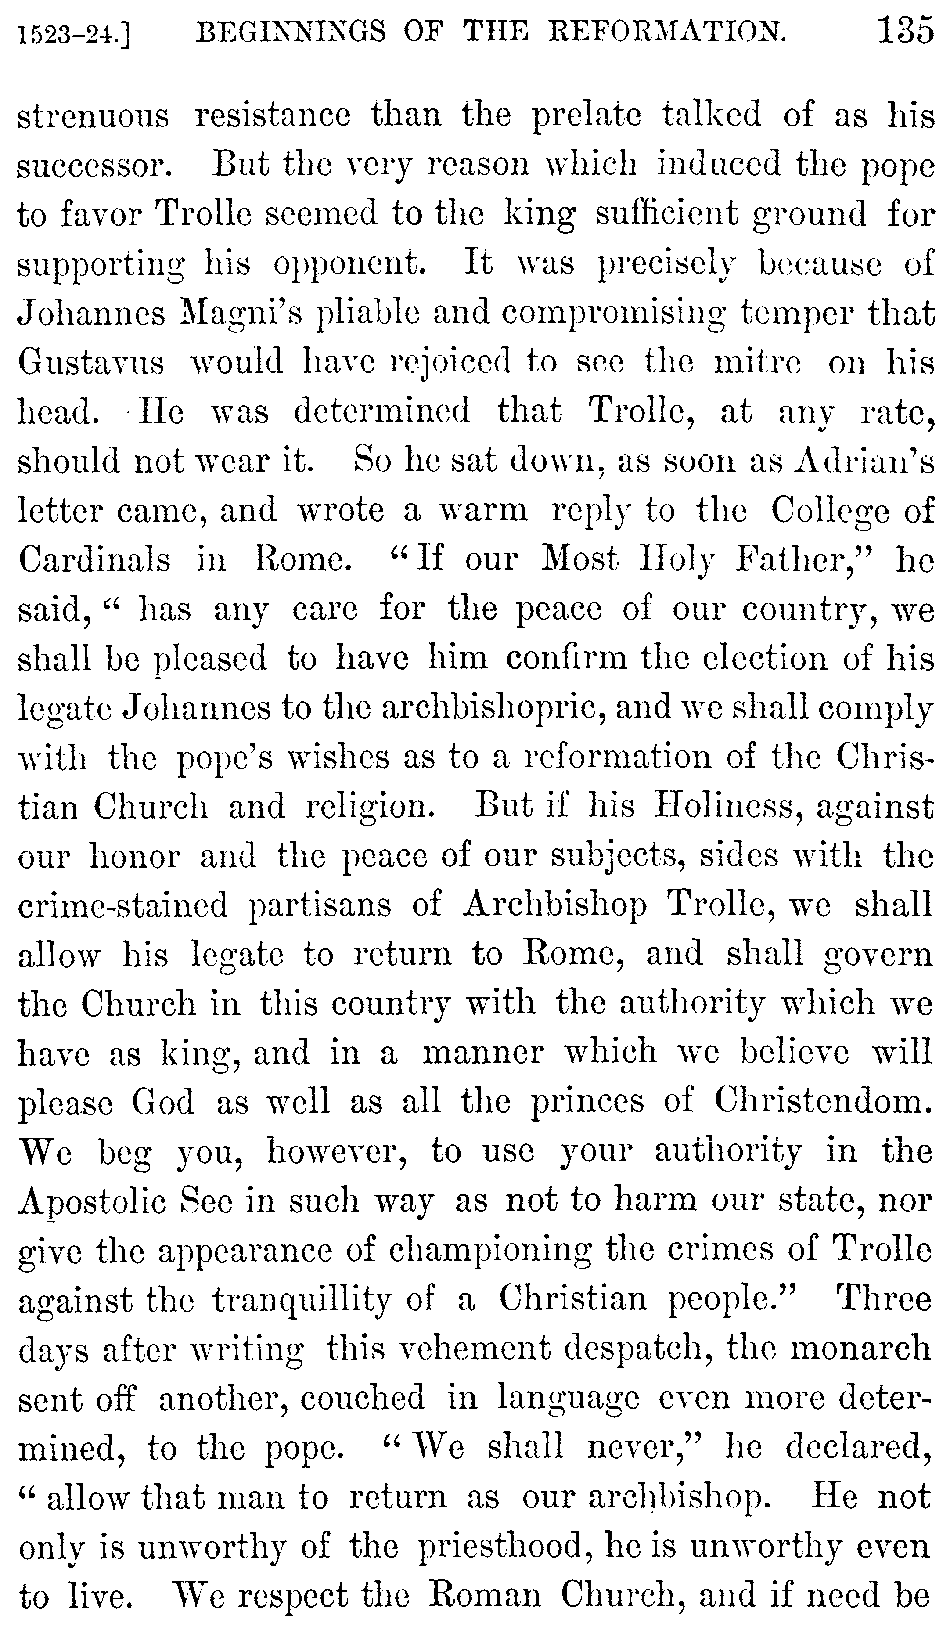 1523–24.] BEGINNINGS OF THE REFORMATION. 135
strenuous resistance than the prelate talked of as his
successor. But the very reason which induced the pope
to favor Trolle seemed to the king sufficient ground for
supporting his opponent. It was precisely because of
Johannes Magni's pliable and compromising temper that
Gustavus would have rejoiced to see the mitre on his
head. He was determined that Trolle, at any rate,
should not wear it. So he sat down, as soon as Adrian's
letter came, and wrote a warm reply to the College of
Cardinals in Rome. “If our Most Holy Father,” he
said, “ has any care for the peace of our country, we
shall be pleased to have him confirm the election of his
legate Johannes to the archbishopric, and we shall comply
with the pope's wishes as to a reformation of the Chris-
tian Church and religion. But if his Holiness, against
our honor and the peace of our subjects, sides with the
crime-stained partisans of Archbishop Trolle, we shall
allow his legate to return to Rome, and shall govern
the Church in this country with the authority which we
have as king, and in a manner which we believe will
please God as well as all the princes of Christendom.
We beg you, however, to use your authority in the
Apostolic See in such way as not to harm our state, nor
give the appearance of championing the crimes of Trolle
against the tranquillity of a Christian people.” Three
days after writing this vehement despatch, the monarch
sent off another, couched in language even more deter-
mined, to the pope. “ We shall never,” he declared,
“ allow that man to return as our archbishop. He not
only is unworthy of the priesthood, he is unworthy even
to live. We respect the Roman Church, and if need be